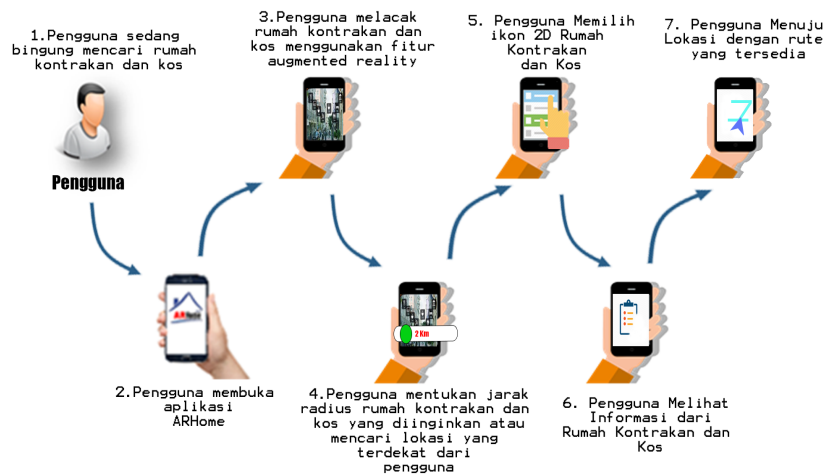 1.Pengguna sedang
bingung mencari rumah
kontrakan dan kos
Pengguna
2.Pengguna membuka
aplikasi
ARHome
ARHome
3.Pengguna melacak
rumah kontrakan dan
kos menggunakan fitur
augmented reality
2 Km
4.Pengguna mentukan jarak
radius rumah kontrakan dan
kos yang diinginkan atau
mencari lokasi yang
terdekat dari
pengguna
5. Pengguna Memilih
ikon 2D Rumah
Kontrakan
dan Kos
6. Pengguna Melihat
Informasi dari
Rumah Kontrakan dan
Kos
7. Pengguna Menuju
Lokasi dengan rute
yang tersedia